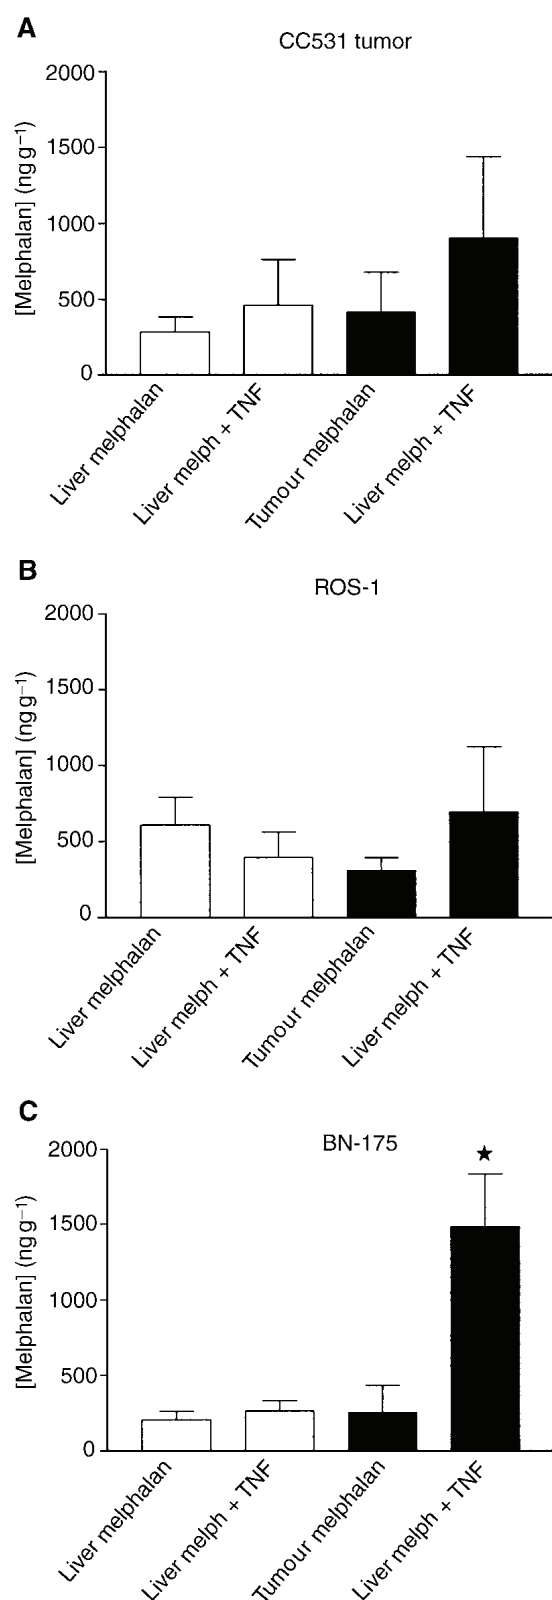 A
CC531 tumor
[Melphalan] (ng g⁻¹)
2000
1500
1000
500
0
Liver melphalan
Liver melph + TNF
Tumour melphalan
Liver melph + TNF
B
ROS-1
[Melphalan] (ng g⁻¹)
2000
1500
1000
500
0
Liver melphalan
Liver melph + TNF
Tumour melphalan
Liver melph + TNF
C
BN-175
[Melphalan] (ng g⁻¹)
2000
1500
1000
500
0
Liver melphalan
Liver melph + TNF
Tumour melphalan
Liver melph + TNF